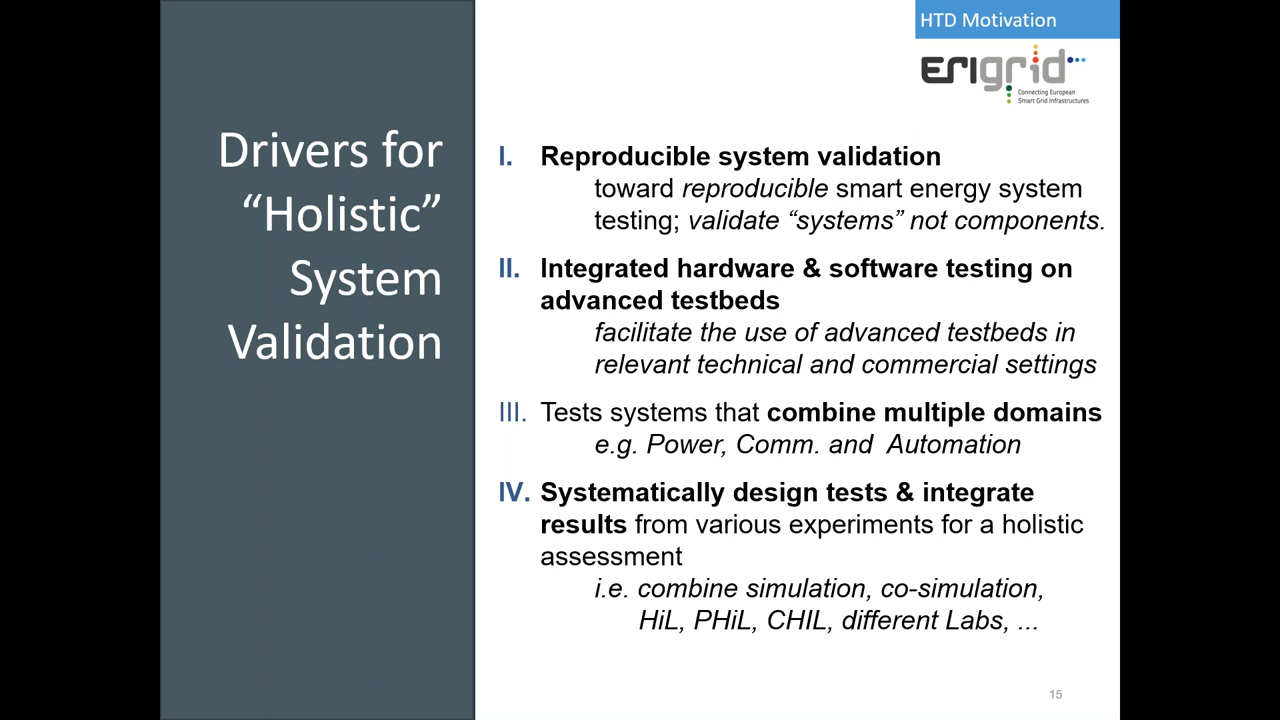 HTD Motivation
erigrid
Connecting European
Smart Grid Infrastructures
Drivers for
“Holistic”
System
Validation
I. Reproducible system validation
toward reproducible smart energy system
testing; validate “systems” not components.
II. Integrated hardware & software testing on
advanced testbeds
facilitate the use of advanced testbeds in
relevant technical and commercial settings
III. Tests systems that combine multiple domains
e.g. Power, Comm. and Automation
IV. Systematically design tests & integrate
results from various experiments for a holistic
assessment
i.e. combine simulation, co-simulation,
HiL, PHiL, CHIL, different Labs, ...
15